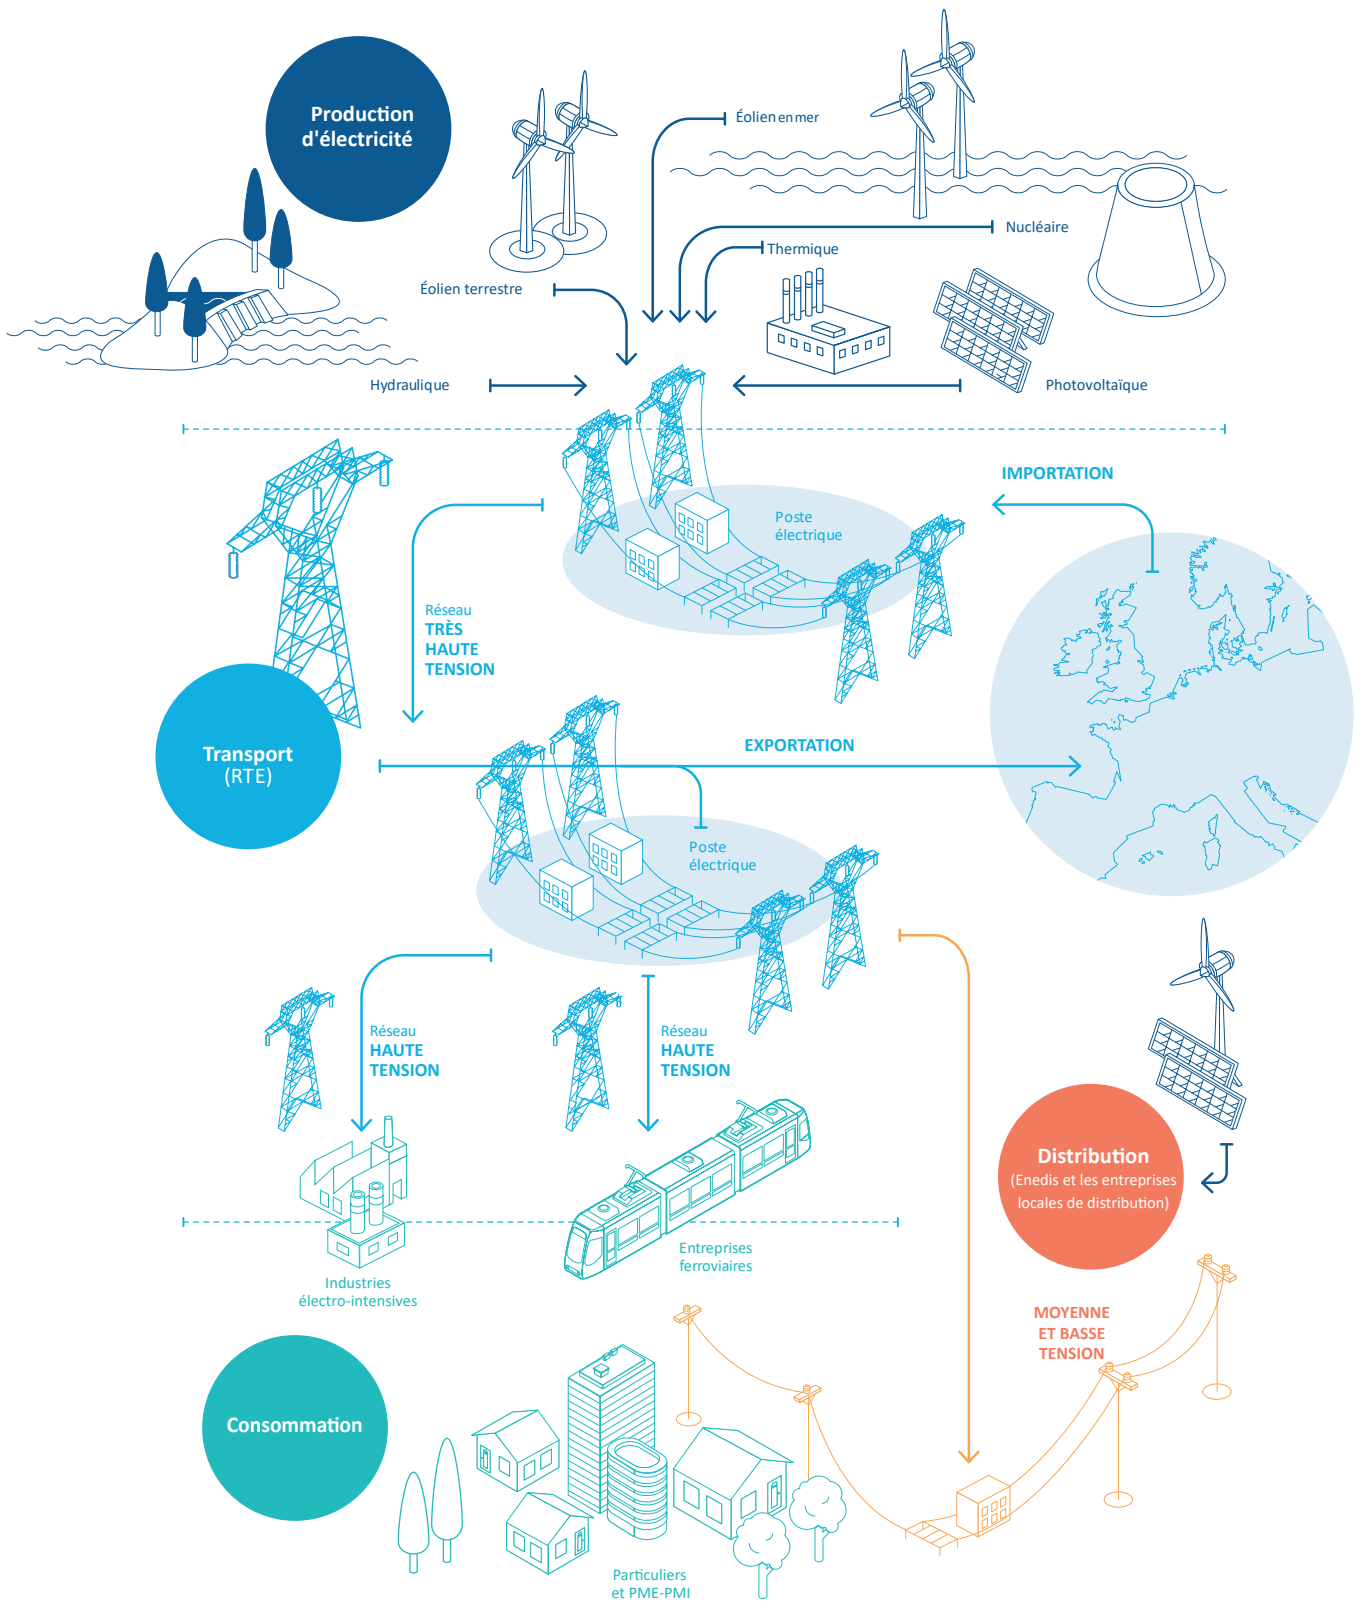 Production
d'électricité
Éolien en mer
Nucléaire
Thermique
Éolien terrestre
Hydraulique
Photovoltaïque
IMPORTATION
Poste
électrique
Réseau
TRÈS
HAUTE
TENSION
Transport
(RTE)
EXPORTATION
Poste
électrique
Réseau
HAUTE
TENSION
Réseau
HAUTE
TENSION
Distribution
(Enedis et les entreprises
locales de distribution)
Entreprises
ferroviaires
Industries
électro-intensives
MOYENNE
ET BASSE
TENSION
Consommation
Particuliers
et PME-PMI